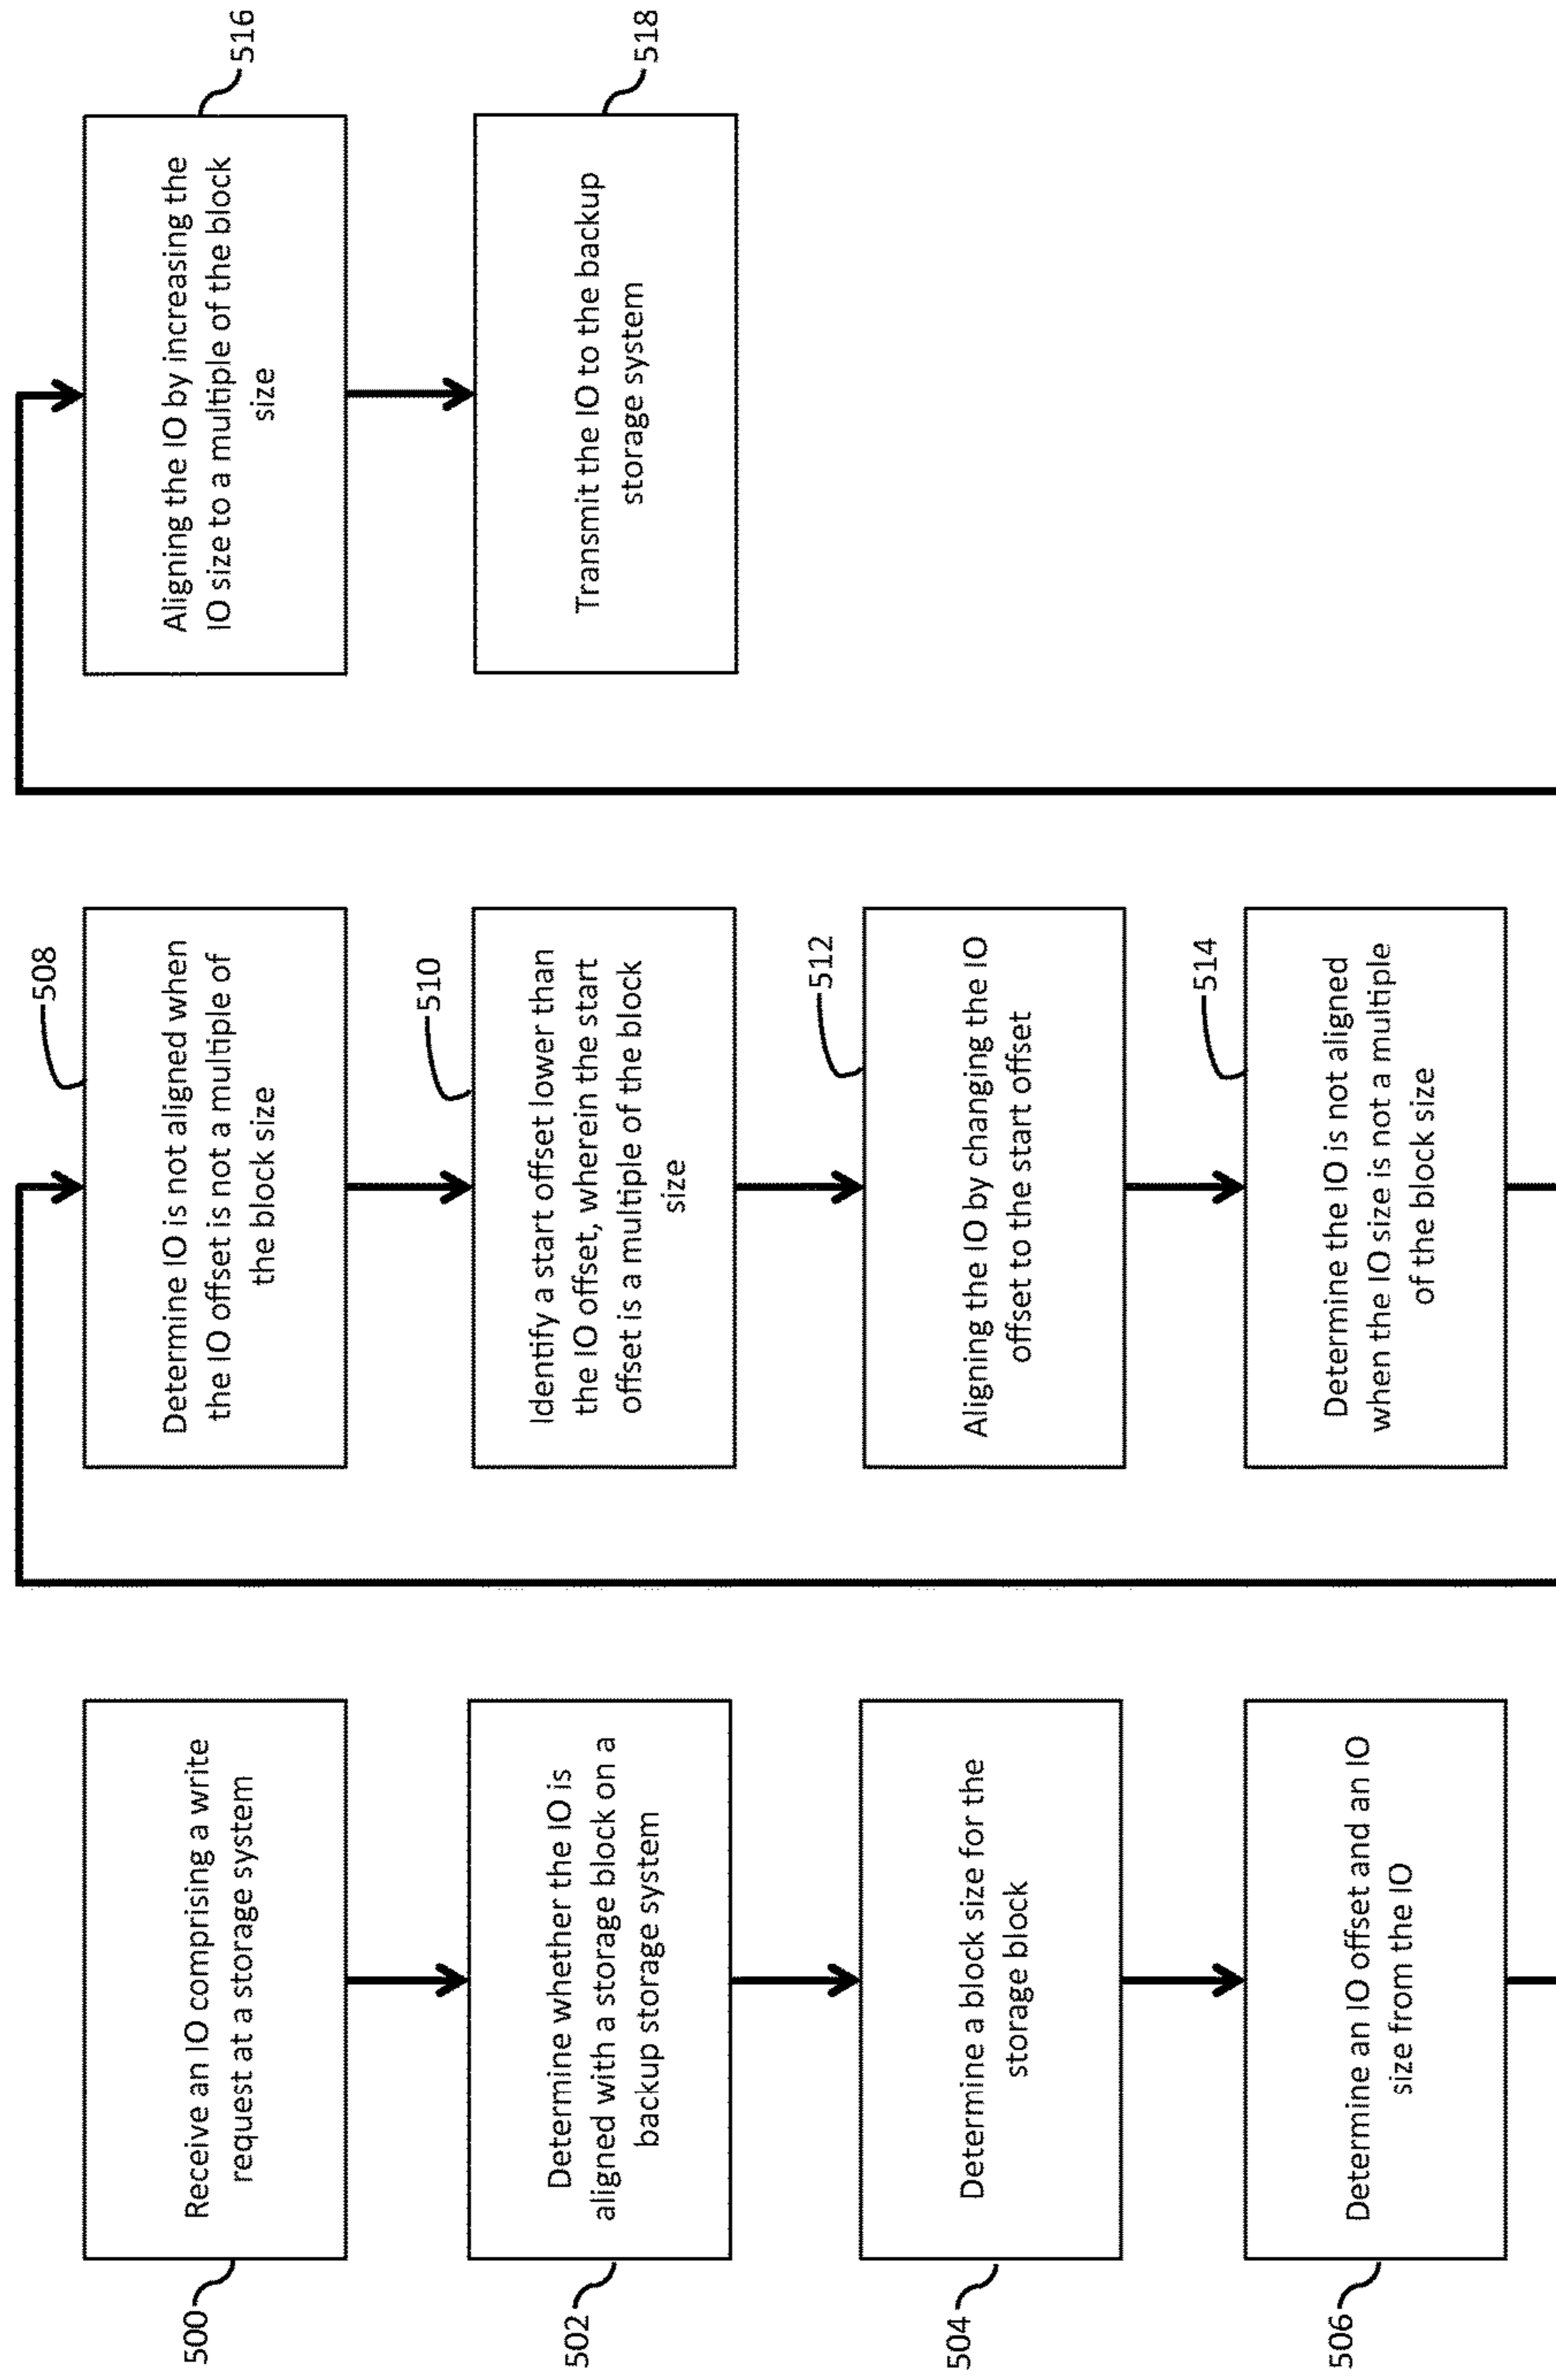 500
Receive an IO comprising a write
request at a storage system
502
Determine whether the IO is
aligned with a storage block on a
backup storage system
504
Determine a block size for the
storage block
506
Determine an IO offset and an IO
size from the IO
508
Determine IO is not aligned when
the IO offset is not a multiple of
the block size
510
Identify a start offset lower than
the IO offset, wherein the start
offset is a multiple of the block
size
512
Aligning the IO by changing the IO
offset to the start offset
514
Determine the IO is not aligned
when the IO size is not a multiple
of the block size
516
Aligning the IO by increasing the
IO size to a multiple of the block
size
518
Transmit the IO to the backup
storage system